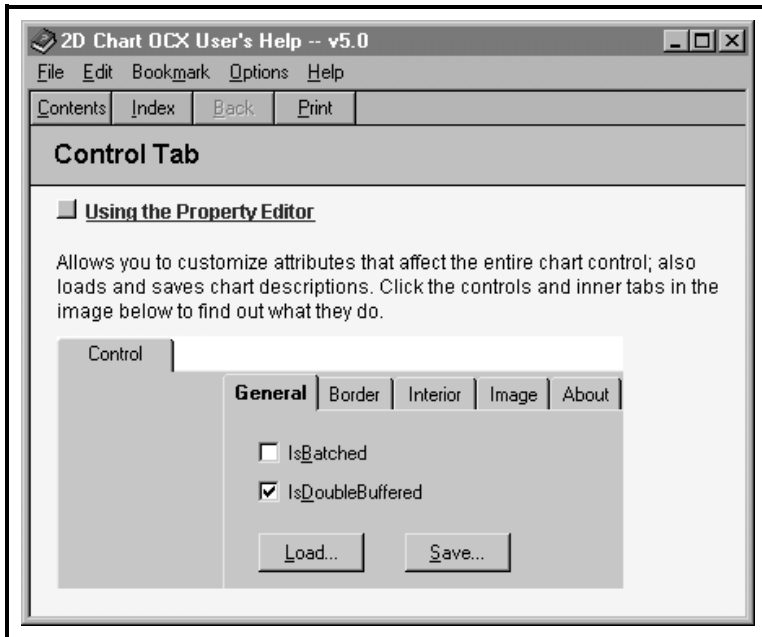 2D Chart OCX User's Help -- v5.0
File Edit Bookmark Options Help
Contents Index Back Print
Control Tab
Using the Property Editor
Allows you to customize attributes that affect the entire chart control; also
loads and saves chart descriptions. Click the controls and inner tabs in the
image below to find out what they do.
Control
General Border Interior Image About
IsBatched
IsDoubleBuffered
Load... Save...